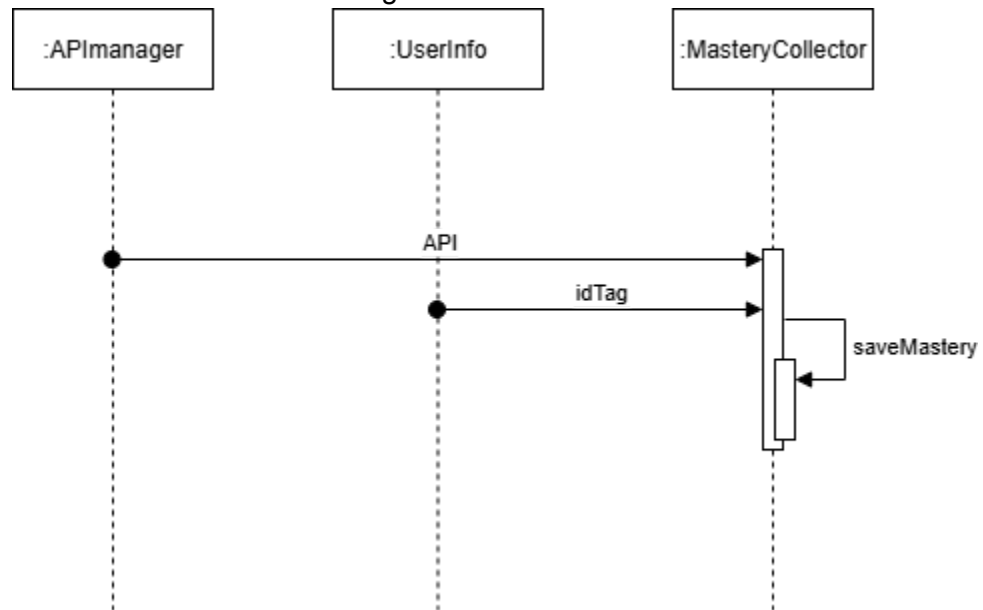 :APImanager
:UserInfo
:MasteryCollector
API
idTag
saveMastery